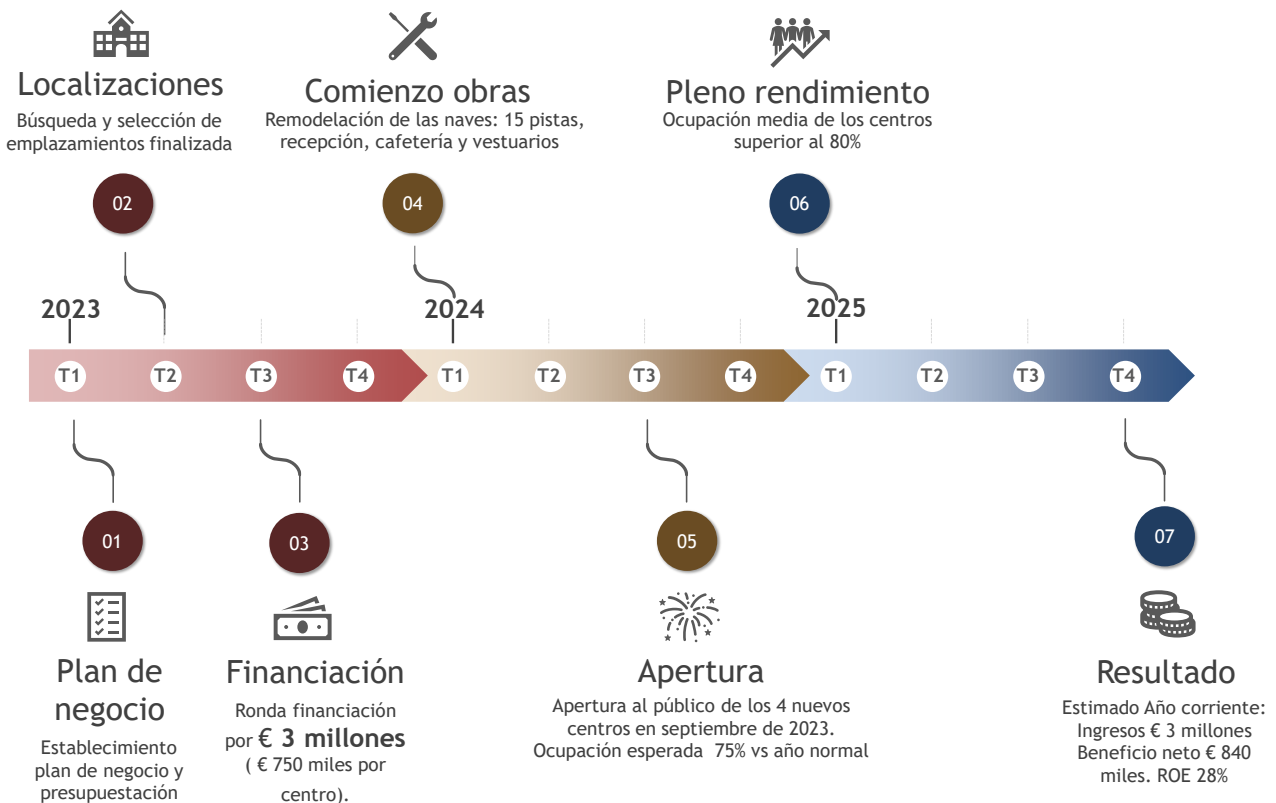 Localizaciones
Búsqueda y selección de
emplazamientos finalizada
02
Comienzo obras
Remodelación de las naves: 15 pistas,
recepción, cafetería y vestuarios
04
Pleno rendimiento
Ocupación media de los centros
superior al 80%
06
2023
2024
2025
T1
T2
T3
T4
T1
T2
T3
T4
T1
T2
T3
T4
01
Plan de
negocio
Establecimiento
plan de negocio y
presupuestación
03
Financiación
Ronda financiación
por € 3 millones
( € 750 miles por
centro).
05
Apertura
Apertura al público de los 4 nuevos
centros en septiembre de 2023.
Ocupación esperada 75% vs año normal
07
Resultado
Estimado Año corriente:
Ingresos € 3 millones
Beneficio neto € 840
miles. ROE 28%